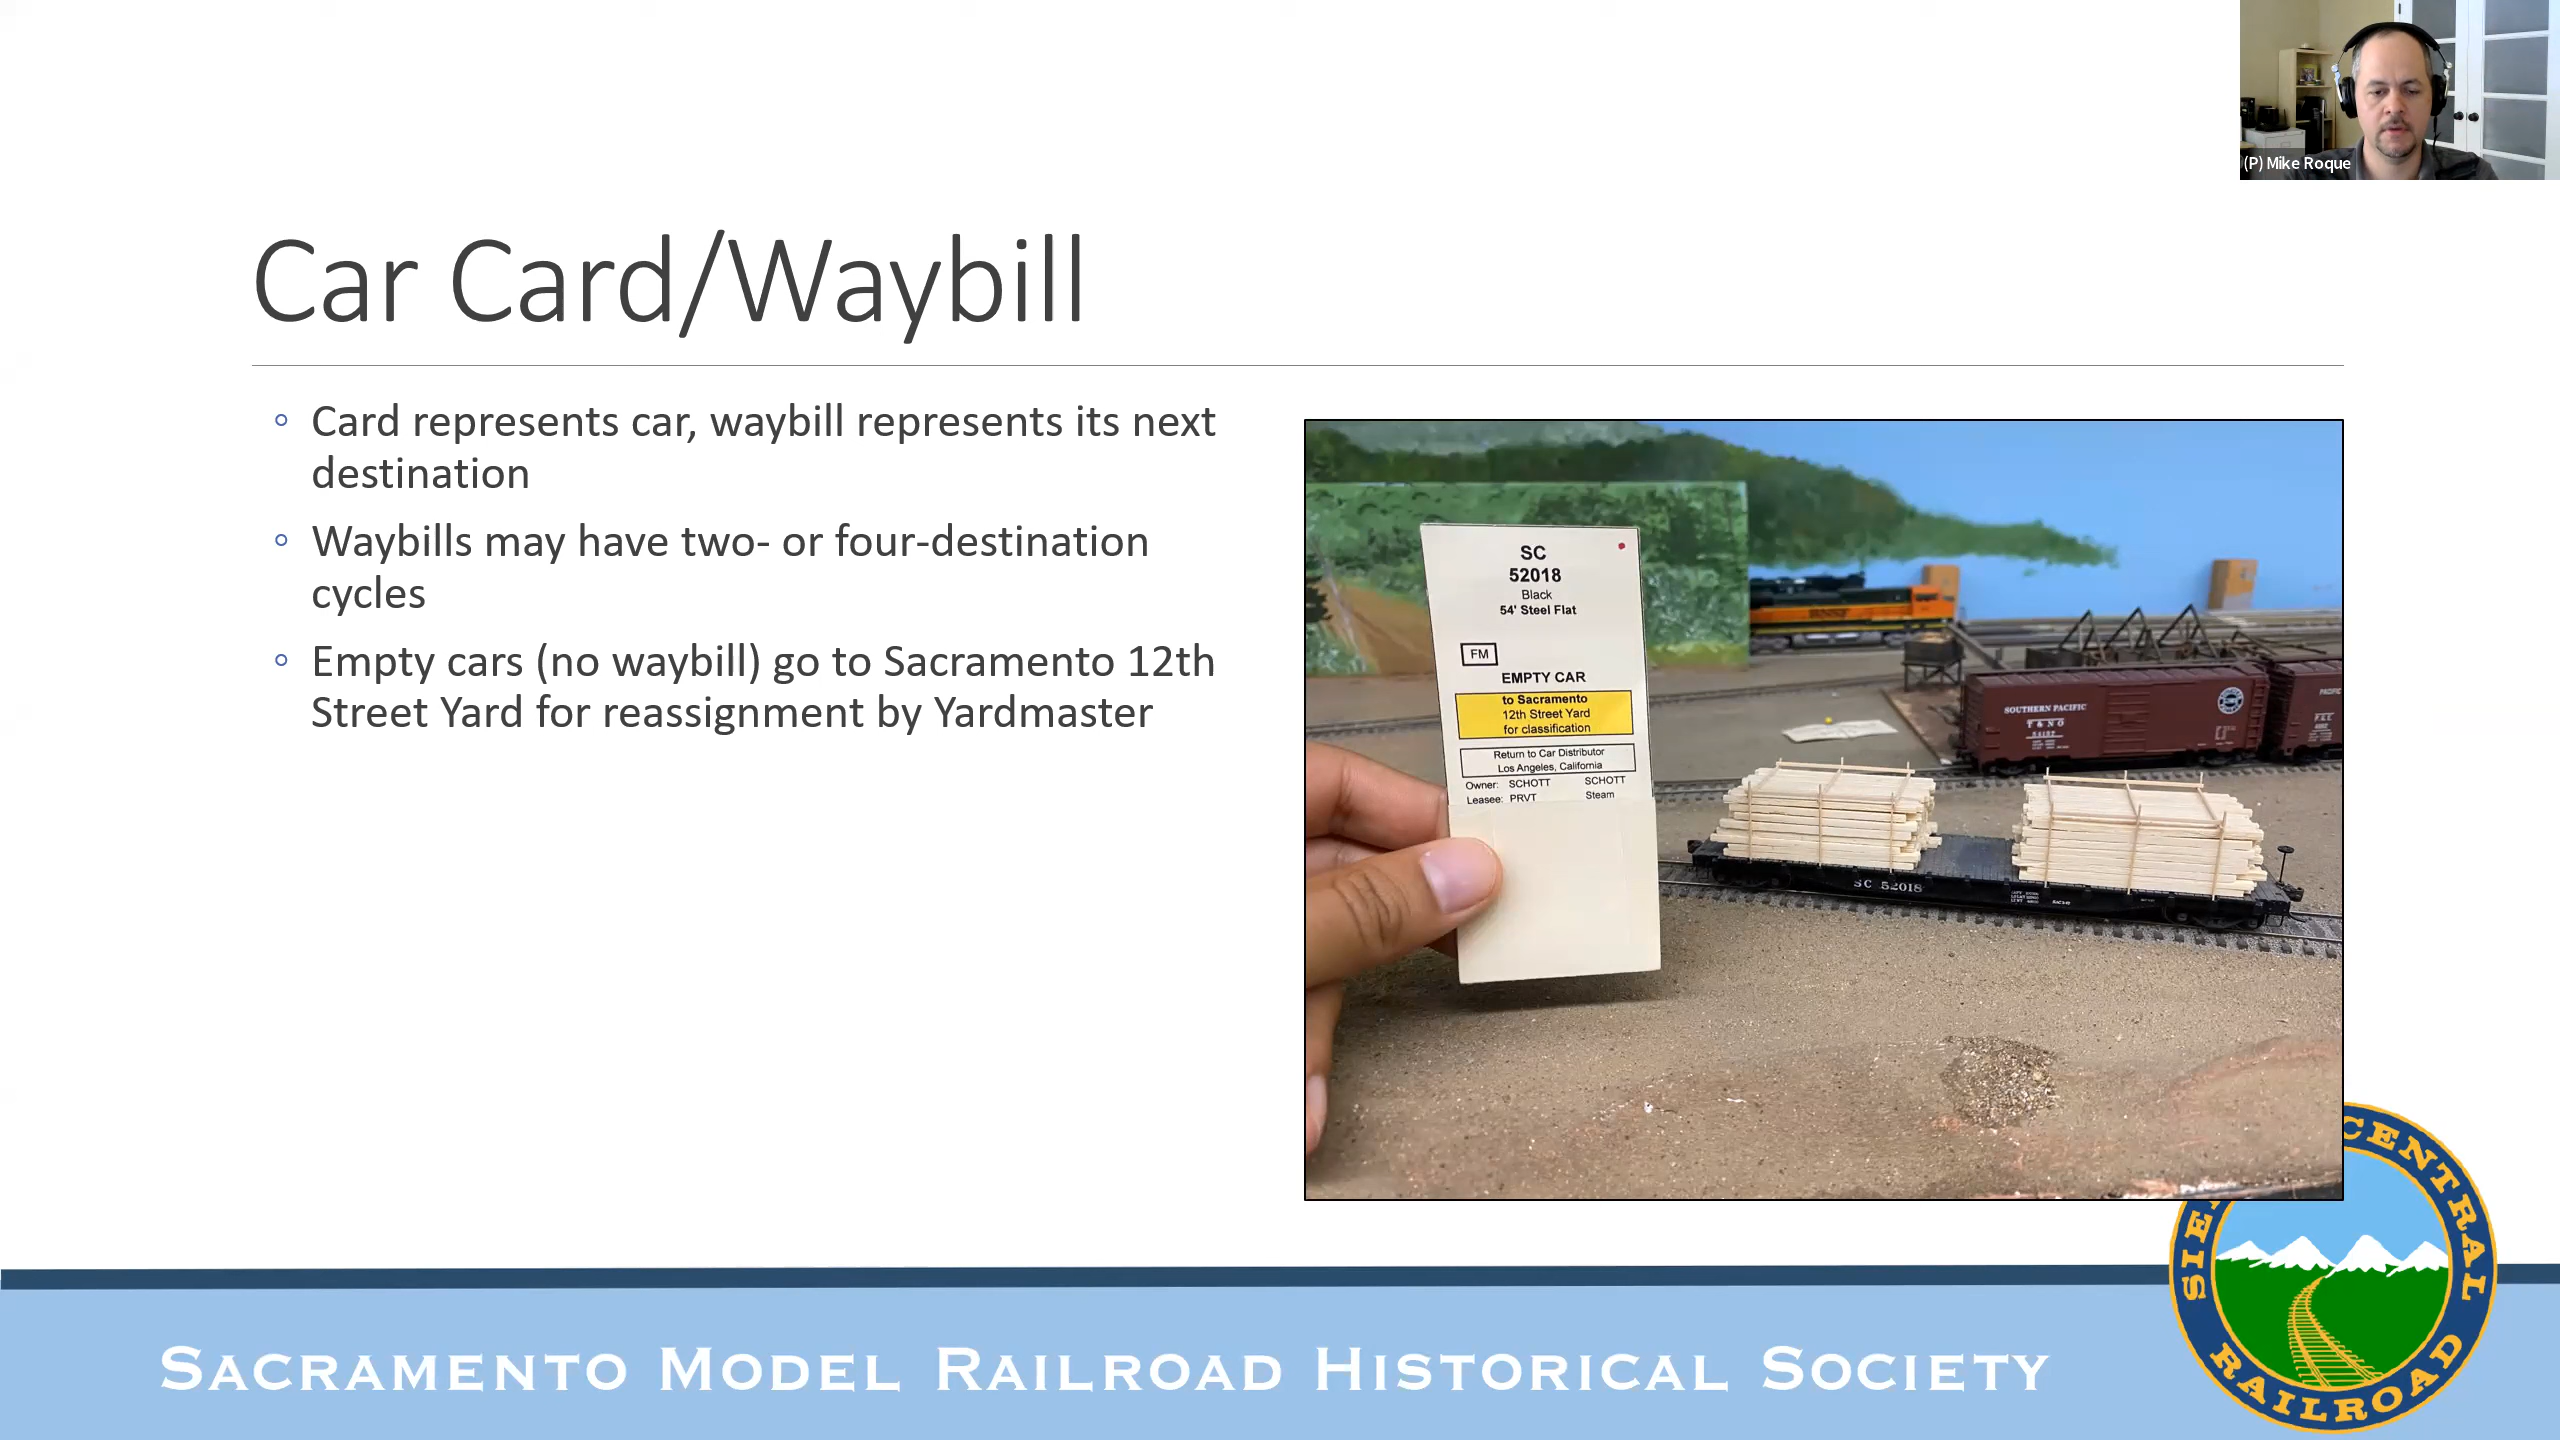 (P) Mike Roque
Car Card/Waybill
Card represents car, waybill represents its next
destination
Waybills may have two- or four-destination
cycles
Empty cars (no waybill) go to Sacramento 12th
Street Yard for reassignment by Yardmaster
SC
52018
Black
54' Steel Flat
FM
EMPTY CAR
to Sacramento
12th Street Yard
for classification
Return to Car Distributor
Los Angeles, California
Owner: SCHOTT SCHOTT
Leasee: PRVT Steam
SOUTHERN PACIFIC
T & NO
PACIFIC
SC 52018
SACRAMENTO MODEL RAILROAD HISTORICAL SOCIETY
CENTRAL
RAILROAD